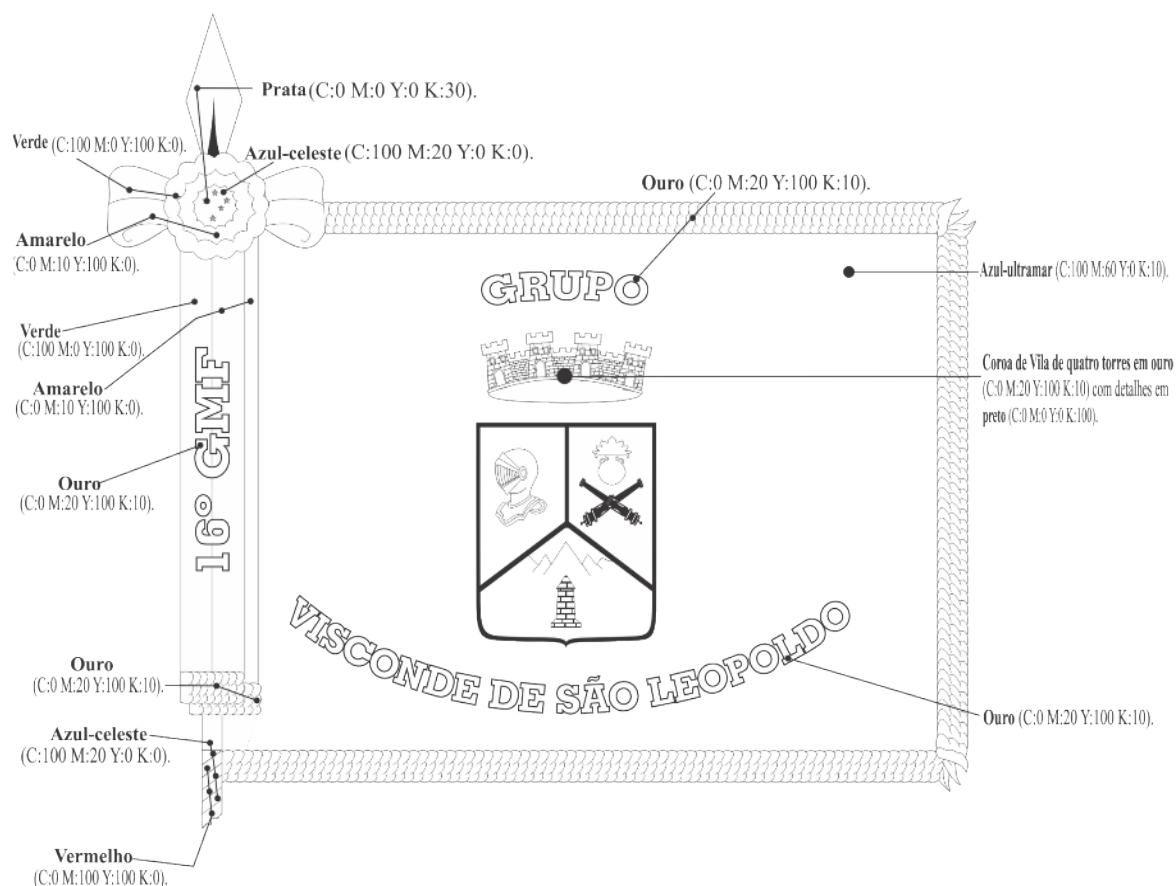 Prata (C:0 M:0 Y:0 K:30).
Verde (C:100 M:0 Y:100 K:0).
Azul-celeste (C:100 M:20 Y:0 K:0).
Ouro (C:0 M:20 Y:100 K:10).
Amarelo
(C:0 M:10 Y:100 K:0).
Azul-ultramar (C:100 M:60 Y:0 K:10).
GRUPO
Verde
(C:100 M:0 Y:100 K:0).
Coroa de Vila de quatro torres em ouro
(C:0 M:20 Y:100 K:10) com detalhes em
preto (C:0 M:0 Y:0 K:100).
Amarelo
(C:0 M:10 Y:100 K:0).
16º GMF
Ouro
(C:0 M:20 Y:100 K:10).
VISCONDE DE SÃO LEOPOLDO
Ouro
(C:0 M:20 Y:100 K:10).
Ouro (C:0 M:20 Y:100 K:10).
Azul-celeste
(C:100 M:20 Y:0 K:0).
Vermelho
(C:0 M:100 Y:100 K:0).